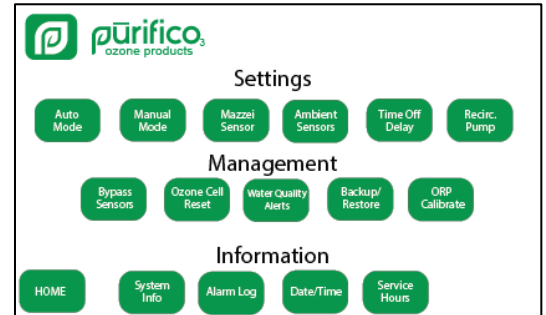 pūrifico3
ozone products
Settings
Auto Mode
Manual Mode
Mazzei Sensor
Ambient Sensors
Time Off Delay
Recirc. Pump
Management
Bypass Sensors
Ozone Cell Reset
Water Quality Alerts
Backup/ Restore
ORP Calibrate
Information
HOME
System Info
Alarm Log
Date/Time
Service Hours